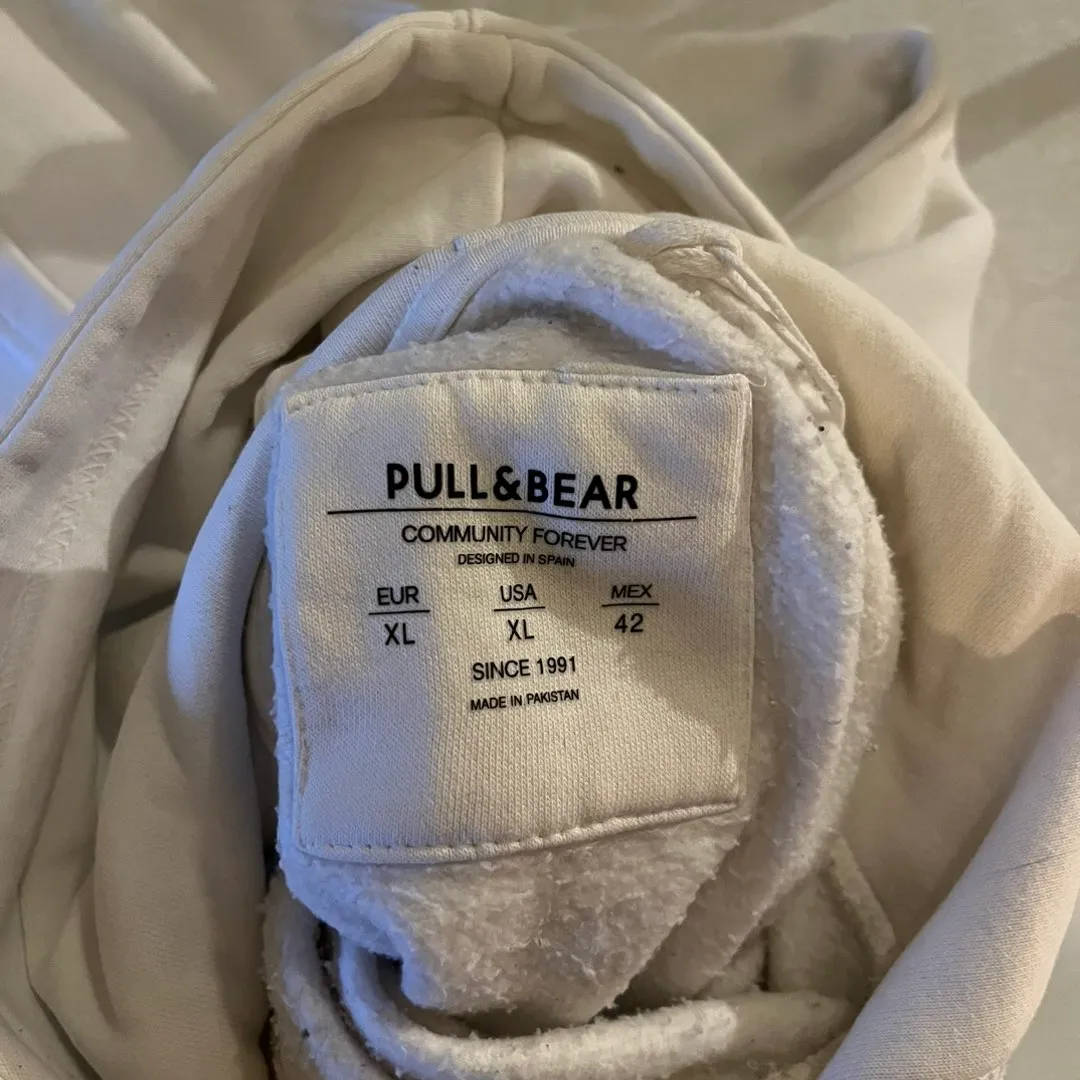 PULL&BEAR
COMMUNITY FOREVER
DESIGNED IN SPAIN
EUR USA MEX
XL XL 42
SINCE 1991
MADE IN PAKISTAN